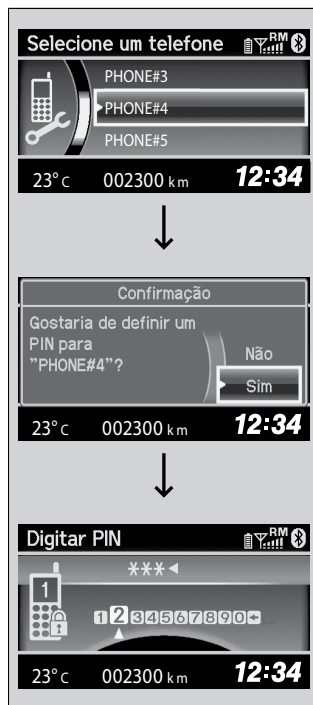 Selecione um telefone RM
PHONE#3
PHONE#4
PHONE#5
23°C 002300 km 12:34
Confirmação
Gostaria de definir um
PIN para
"PHONE#4"?
Não
Sim
23°C 002300 km 12:34
Digitar PIN RM
***
1
1234567890
23°C 002300 km 12:34